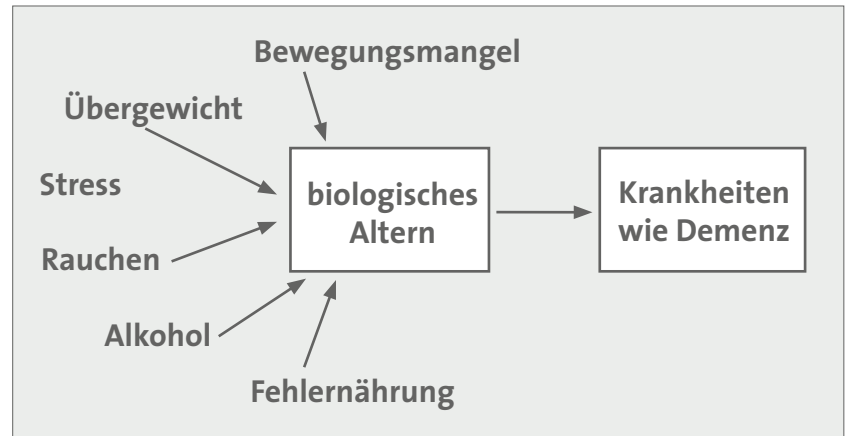 Bewegungsmangel
Übergewicht
Stress
Rauchen
Alkohol
Fehlernährung
biologisches
Altern
Krankheiten
wie Demenz